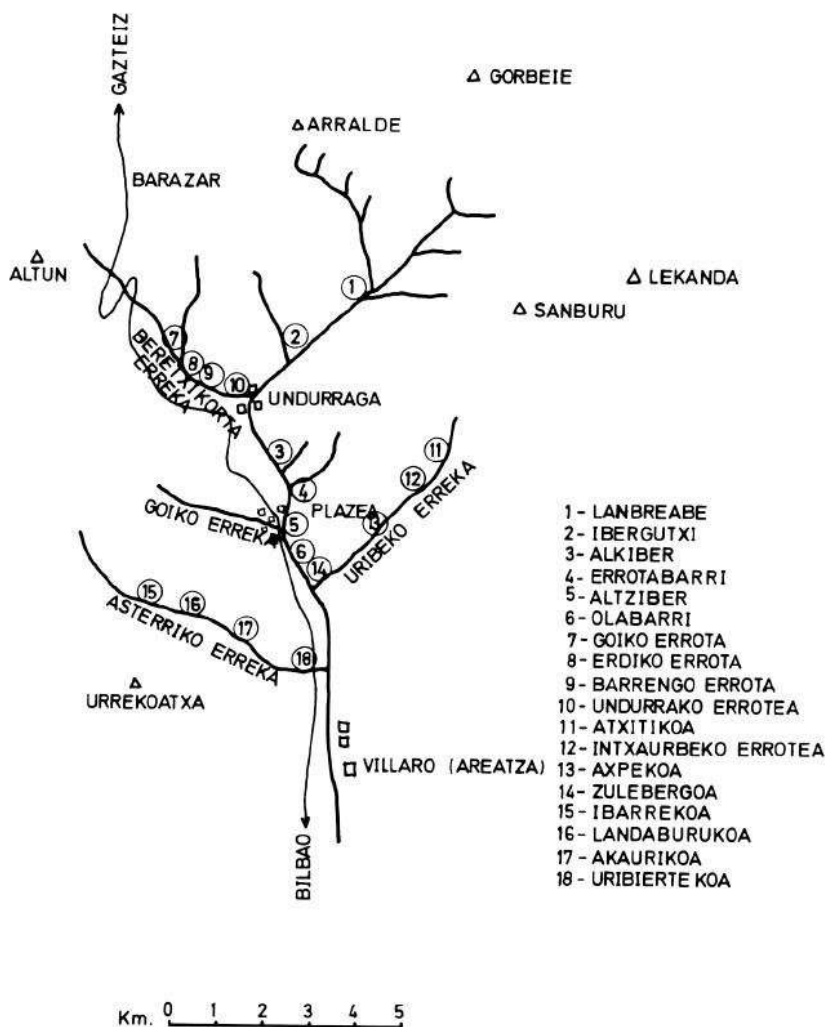 GAZTEIZ
GORBEIE
ARRALDE
BARAZAR
ALTUN
LEKANDA
SANBURU
1
2
7
8
9
10
BERETXIKORTA
ERREKA
UNDURRAGA
3
4
11
12
13
PLAZEA
GOIKO ERREKA
5
6
14
URIBEKO ERREKA
15
16
17
18
ASTERRIKO ERREKA
URREKOATXA
VILLARO (AREATZA)
BILBAO
1 - LANBREABE
2 - IBERGUTXI
3 - ALKIBER
4 - ERROTABARRI
5 - ALTZIBER
6 - OLABARRI
7 - GOIKO ERROTA
8 - ERDIKO ERROTA
9 - BARRENGO ERROTA
10 - UNDURRAKO ERROTEA
11 - ATXITIKOA
12 - INTXAURBEKO ERROTEA
13 - AXPEKOA
14 - ZULEBERGOA
15 - IBARREKOA
16 - LANDABURUKOA
17 - AKAURIKOA
18 - URIBIERTEKOA
Km. 0 1 2 3 4 5